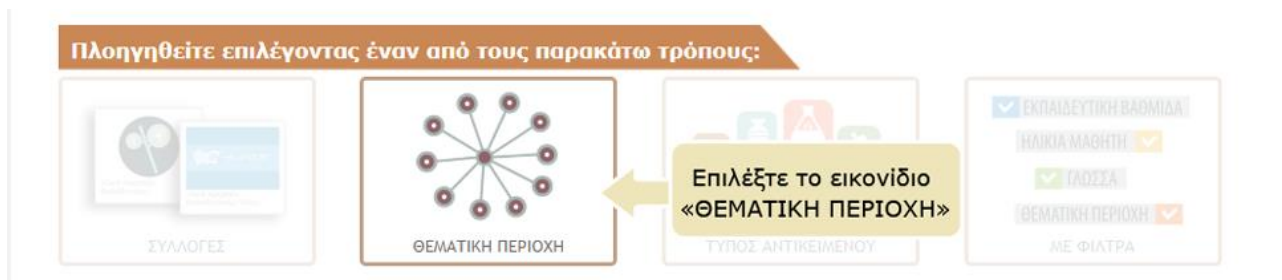 Πλοηγηθείτε επιλέγοντας έναν από τους παρακάτω τρόπους:
ΣΥΛΛΟΓΕΣ
ΘΕΜΑΤΙΚΗ ΠΕΡΙΟΧΗ
Επιλέξτε το εικονίδιο
«ΘΕΜΑΤΙΚΗ ΠΕΡΙΟΧΗ»
ΤΥΠΟΣ ΑΝΤΙΚΕΙΜΕΝΟΥ
ΕΚΠΑΙΔΕΥΤΙΚΗ ΒΑΘΜΙΔΑ
ΗΛΙΚΙΑ ΜΑΘΗΤΗ
ΓΛΩΣΣΑ
ΘΕΜΑΤΙΚΗ ΠΕΡΙΟΧΗ
ΜΕ ΦΙΛΤΡΑ